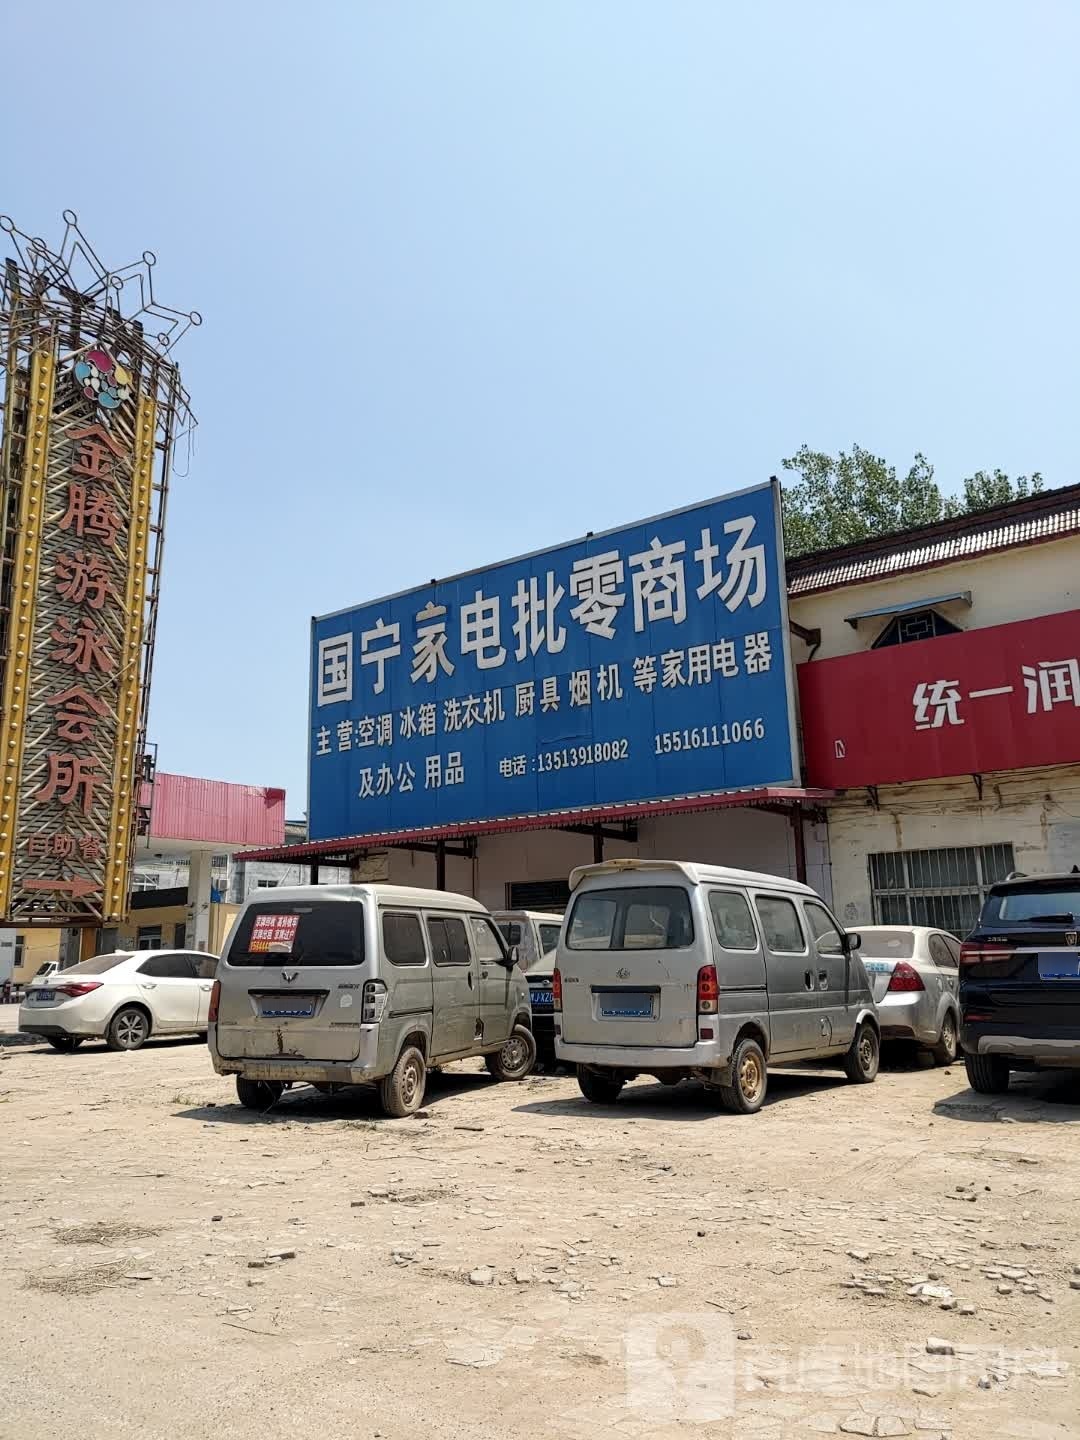 金腾游泳会所
自助餐
国宁家电批零商场
主营:空调 冰箱 洗衣机 厨具 烟机 等家用电器
及办公 用品 电话:13513918082 15516111066
统一润